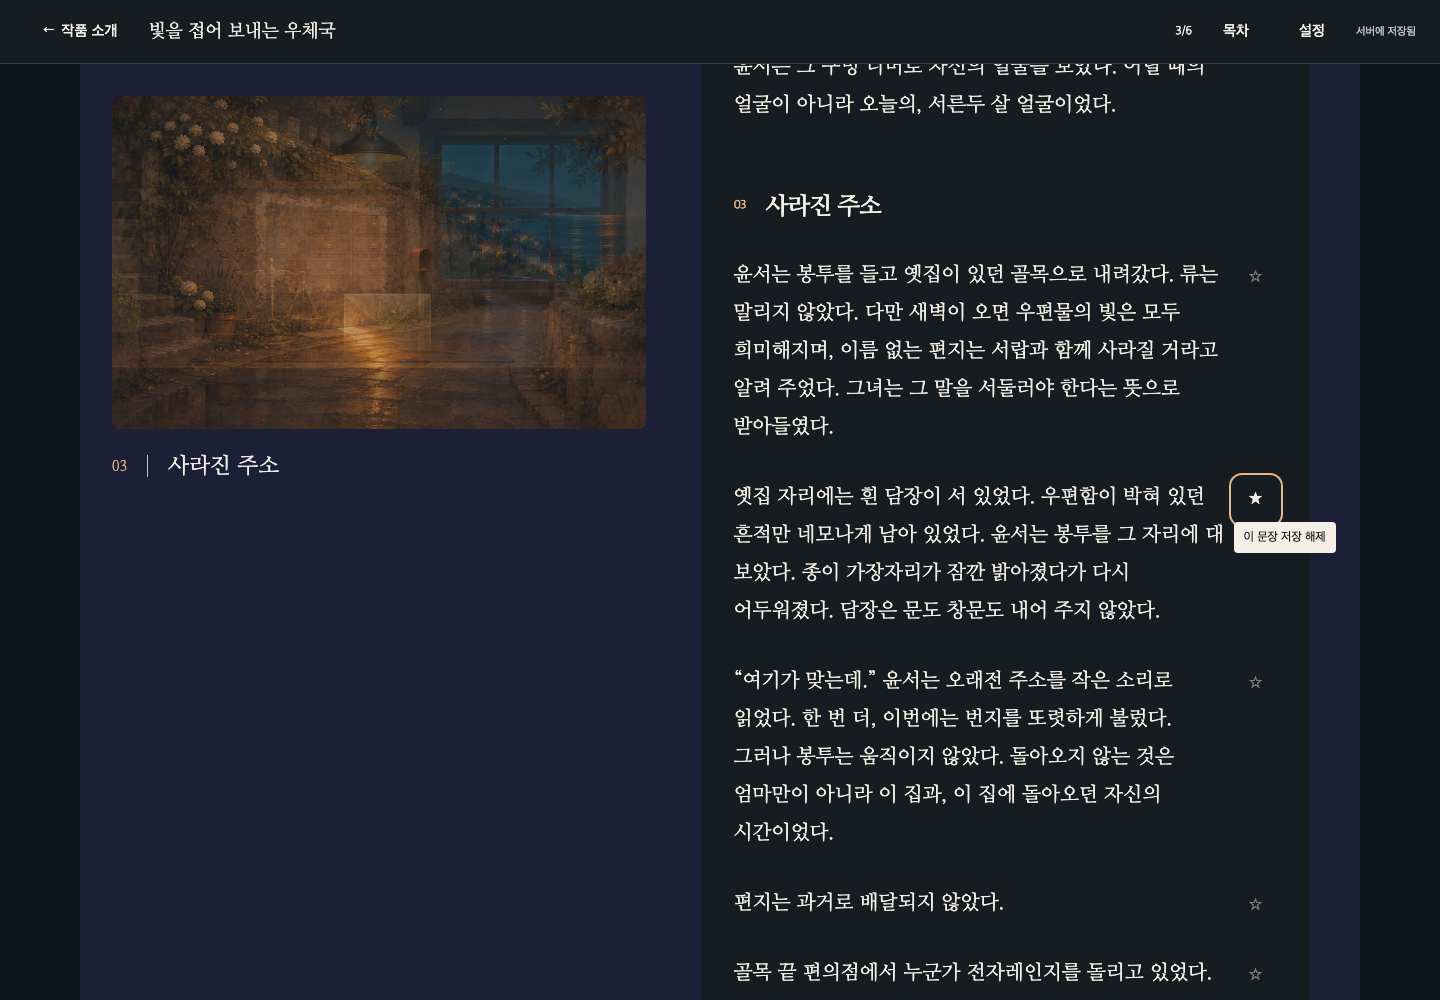 ← 작품 소개
빛을 접어 보내는 우체국
3/6
목차
설정
서버에 저장됨
03
사라진 주소
얼굴이 아니라 오늘의, 서른두 살 얼굴이었다.
03 사라진 주소
윤서는 봉투를 들고 옛집이 있던 골목으로 내려갔다. 류는
말리지 않았다. 다만 새벽이 오면 우편물의 빛은 모두
희미해지며, 이름 없는 편지는 서랍과 함께 사라질 거라고
알려 주었다. 그녀는 그 말을 서둘러야 한다는 뜻으로
받아들였다.
☆
옛집 자리에는 흰 담장이 서 있었다. 우편함이 박혀 있던
흔적만 네모나게 남아 있었다. 윤서는 봉투를 그 자리에 대
보았다. 종이 가장자리가 잠깐 밝아졌다가 다시
어두워졌다. 담장은 문도 창문도 내어 주지 않았다.
★
이 문장 저장 해제
“여기가 맞는데.” 윤서는 오래전 주소를 작은 소리로
읽었다. 한 번 더, 이번에는 번지를 또렷하게 불렀다.
그러나 봉투는 움직이지 않았다. 돌아오지 않는 것은
엄마만이 아니라 이 집과, 이 집에 돌아오던 자신의
시간이었다.
☆
편지는 과거로 배달되지 않았다.
☆
골목 끝 편의점에서 누군가 전자레인지를 돌리고 있었다.
☆